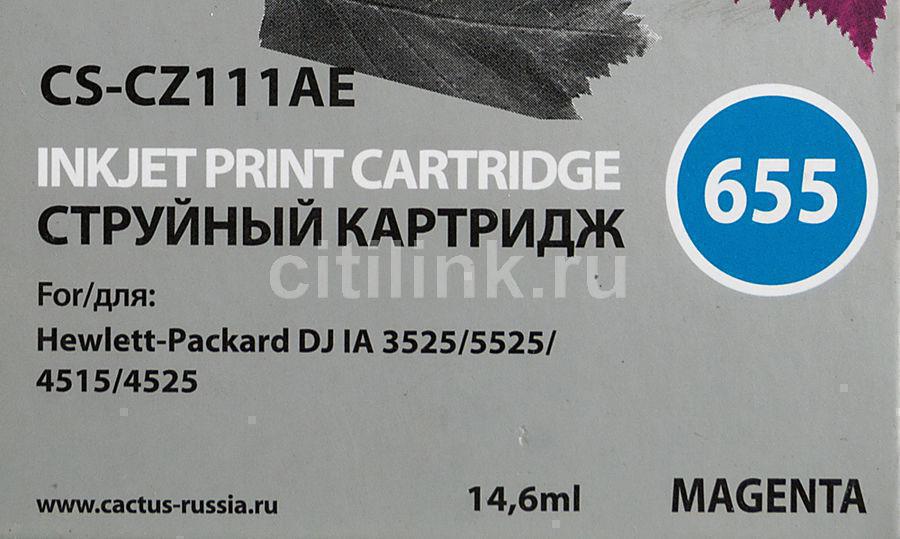 CS-CZ111AE
INKJET PRINT CARTRIDGE
СТРУЙНЫЙ КАРТРИДЖ
655
citilink.ru
For/для:
Hewlett-Packard DJ IA 3525/5525/
4515/4525
www.cactus-russia.ru
14,6ml
MAGENTA